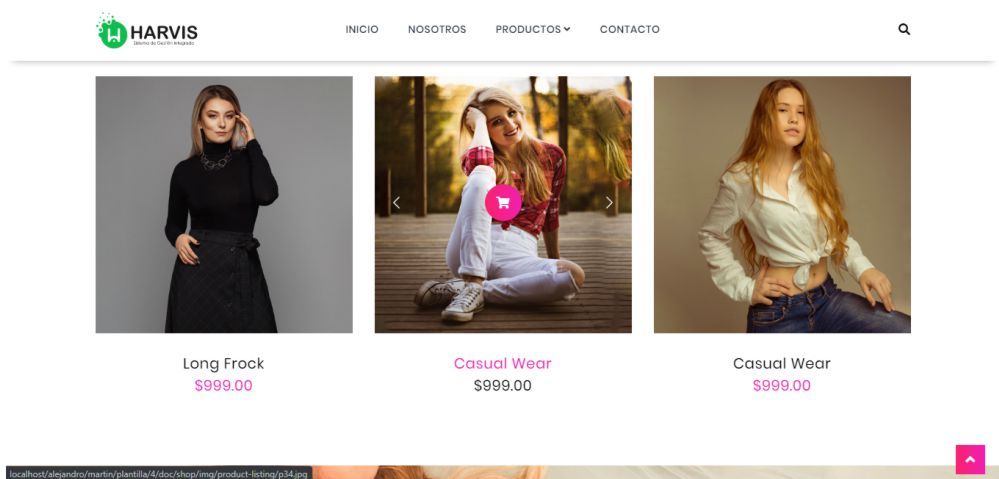 HARVIS
Sistema de Gestión Integrado
INICIO
NOSOTROS
PRODUCTOS
CONTACTO
Long Frock
$999.00
Casual Wear
$999.00
Casual Wear
$999.00
localhost/alejandro/martin/plantilla/4/doc/shop/img/product-listing/p34.jpg